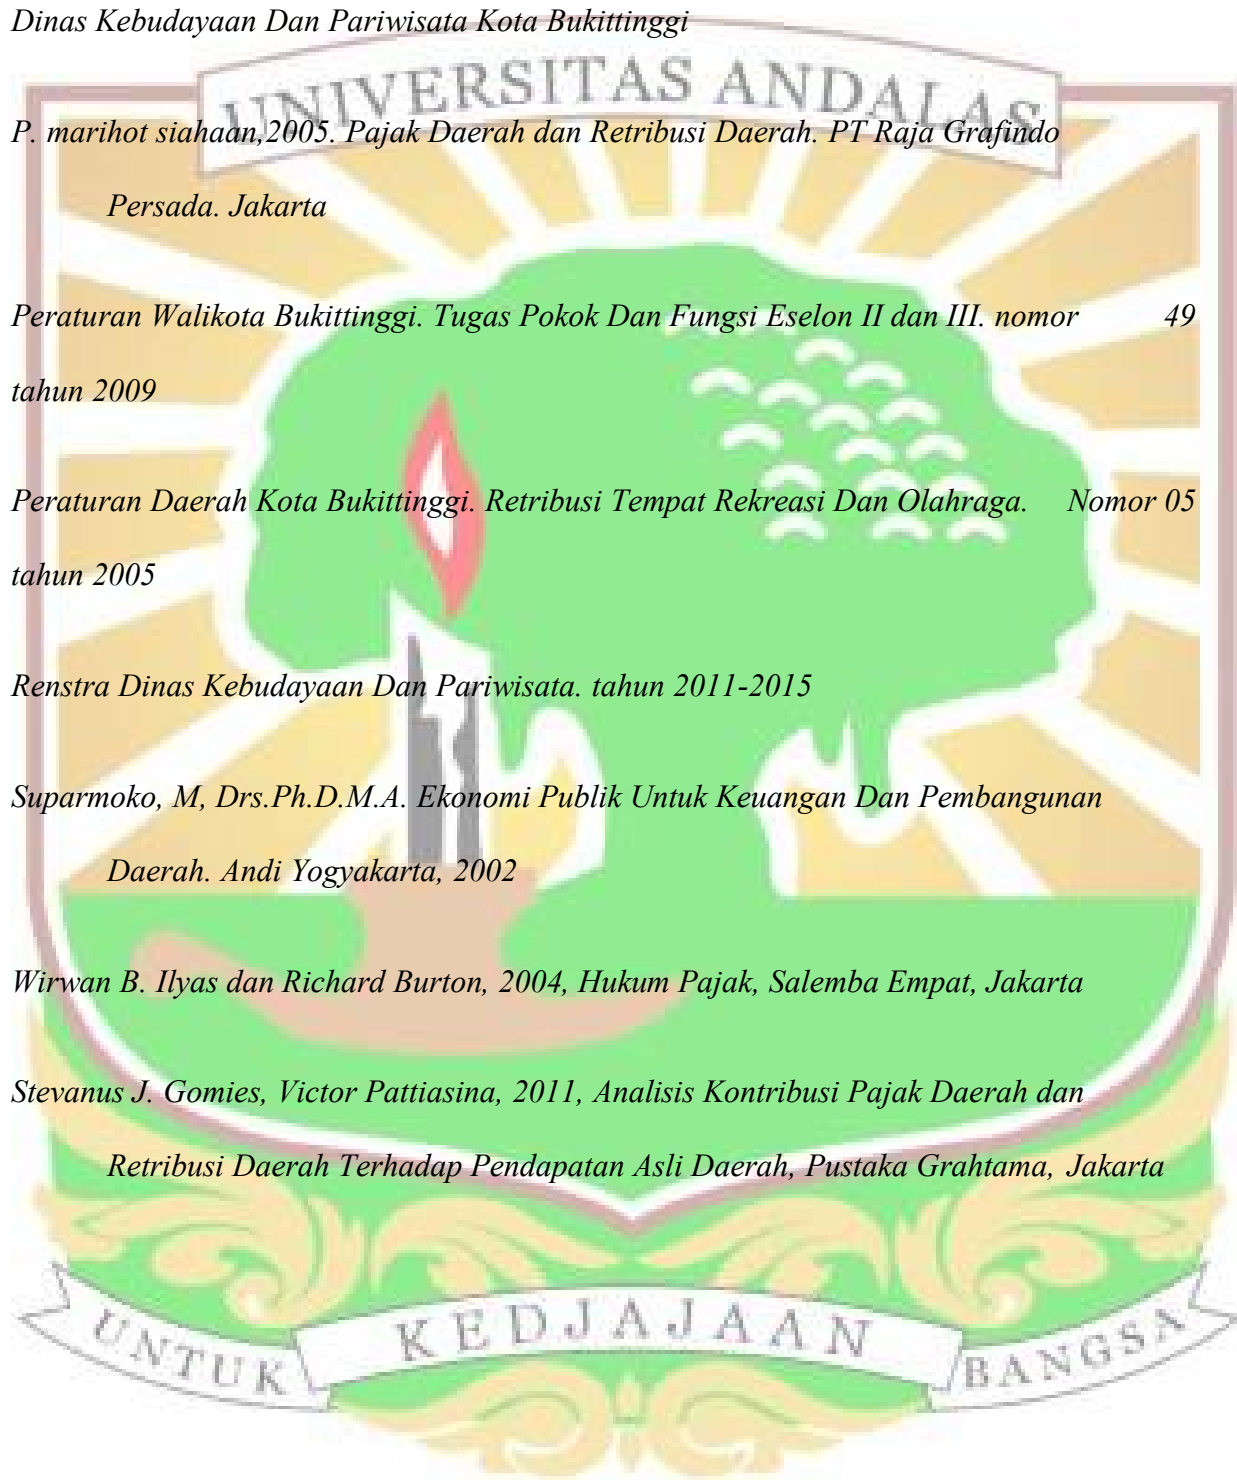 Dinas Kebudayaan Dan Pariwisata Kota Bukittinggi
UNIVERSITAS ANDALAS
P. marihot siahaan,2005. Pajak Daerah dan Retribusi Daerah. PT Raja Grafindo
Persada. Jakarta
Peraturan Walikota Bukittinggi. Tugas Pokok Dan Fungsi Eselon II dan III. nomor 49
tahun 2009
Peraturan Daerah Kota Bukittinggi. Retribusi Tempat Rekreasi Dan Olahraga. Nomor 05
tahun 2005
Renstra Dinas Kebudayaan Dan Pariwisata. tahun 2011-2015
Suparmoko, M, Drs.Ph.D.M.A. Ekonomi Publik Untuk Keuangan Dan Pembangunan
Daerah. Andi Yogyakarta, 2002
Wirwan B. Ilyas dan Richard Burton, 2004, Hukum Pajak, Salemba Empat, Jakarta
Stevanus J. Gomies, Victor Pattiasina, 2011, Analisis Kontribusi Pajak Daerah dan
Retribusi Daerah Terhadap Pendapatan Asli Daerah, Pustaka Grahtama, Jakarta
UNTUK KEDJAJAAN BANGSA